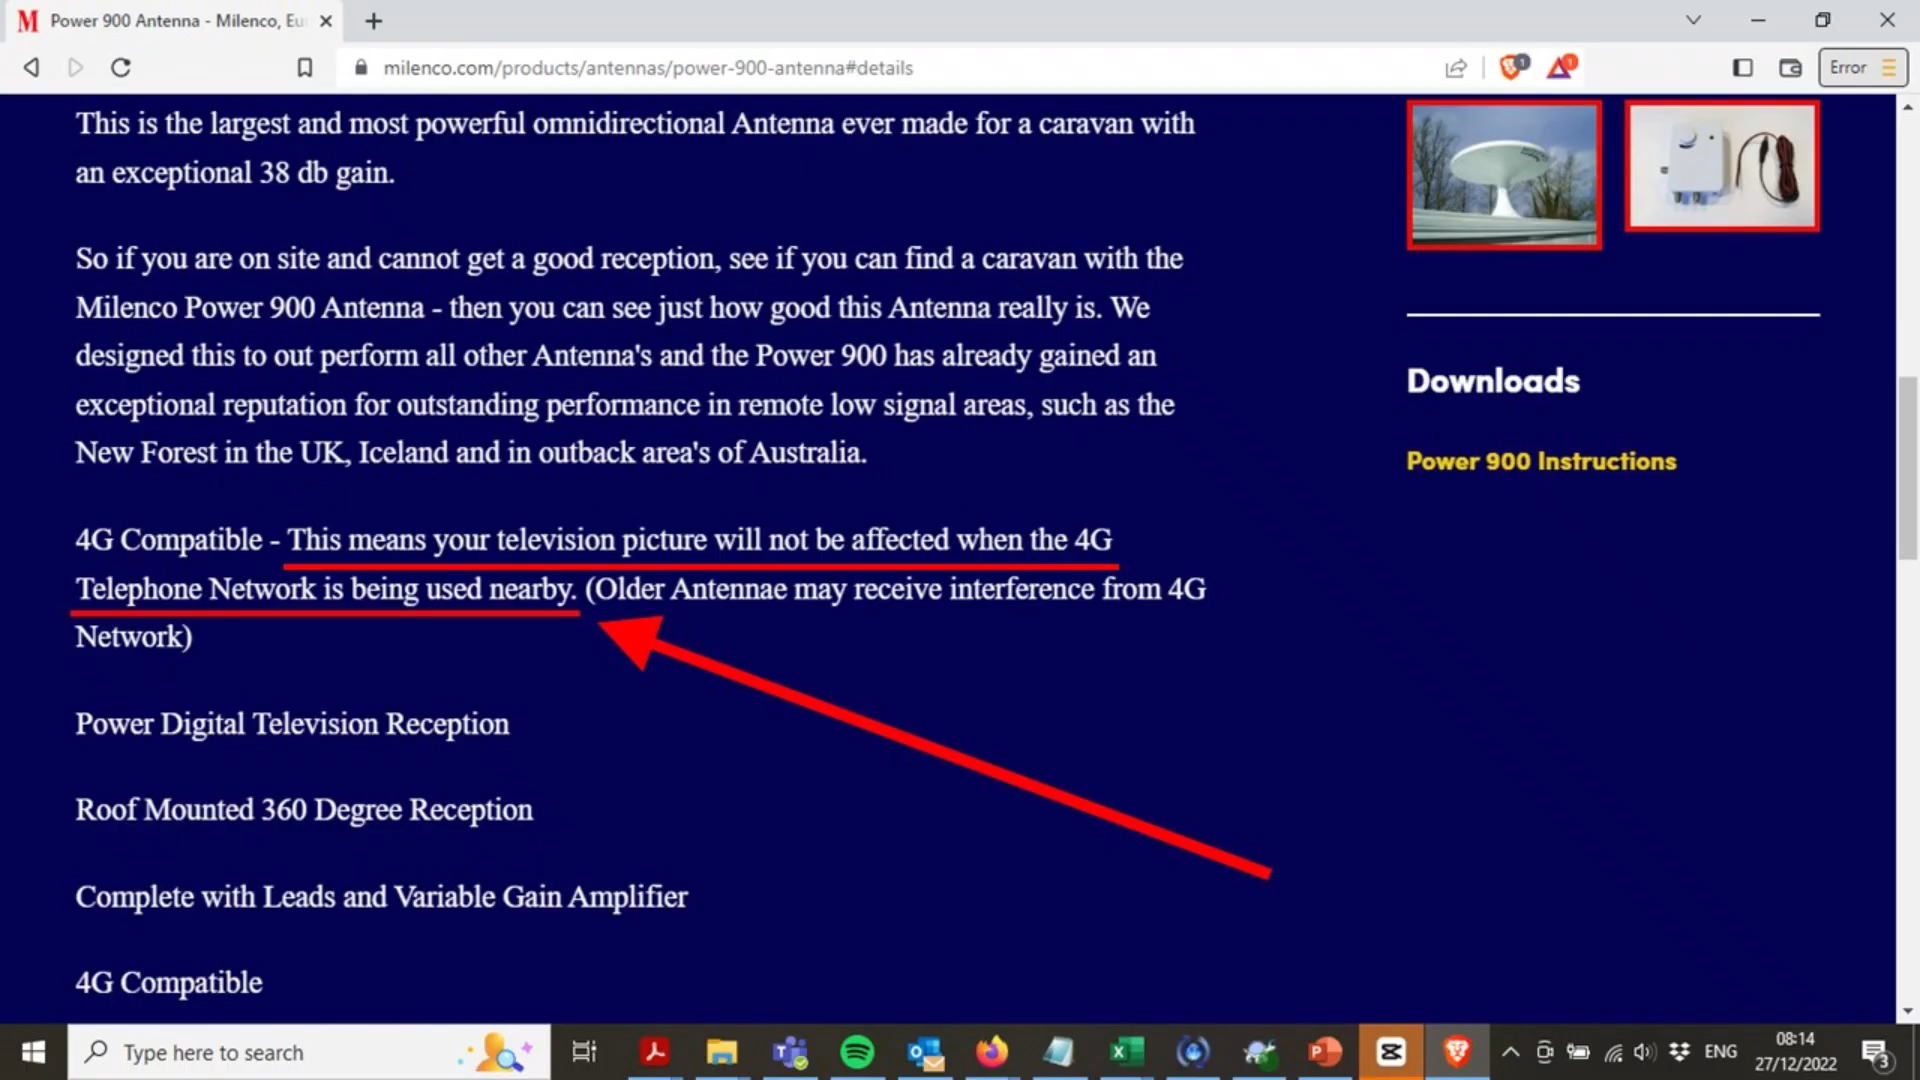 Power 900 Antenna - Milenco, Eu
milenco.com/products/antennas/power-900-antenna#details
1
1
Error
This is the largest and most powerful omnidirectional Antenna ever made for a caravan with
an exceptional 38 db gain.
So if you are on site and cannot get a good reception, see if you can find a caravan with the
Milenco Power 900 Antenna - then you can see just how good this Antenna really is. We
designed this to out perform all other Antenna's and the Power 900 has already gained an
exceptional reputation for outstanding performance in remote low signal areas, such as the
New Forest in the UK, Iceland and in outback area's of Australia.
4G Compatible - This means your television picture will not be affected when the 4G
Telephone Network is being used nearby. (Older Antennae may receive interference from 4G
Network)
Power Digital Television Reception
Roof Mounted 360 Degree Reception
Complete with Leads and Variable Gain Amplifier
4G Compatible
Downloads
Power 900 Instructions
Type here to search
ENG
08:14
27/12/2022
3